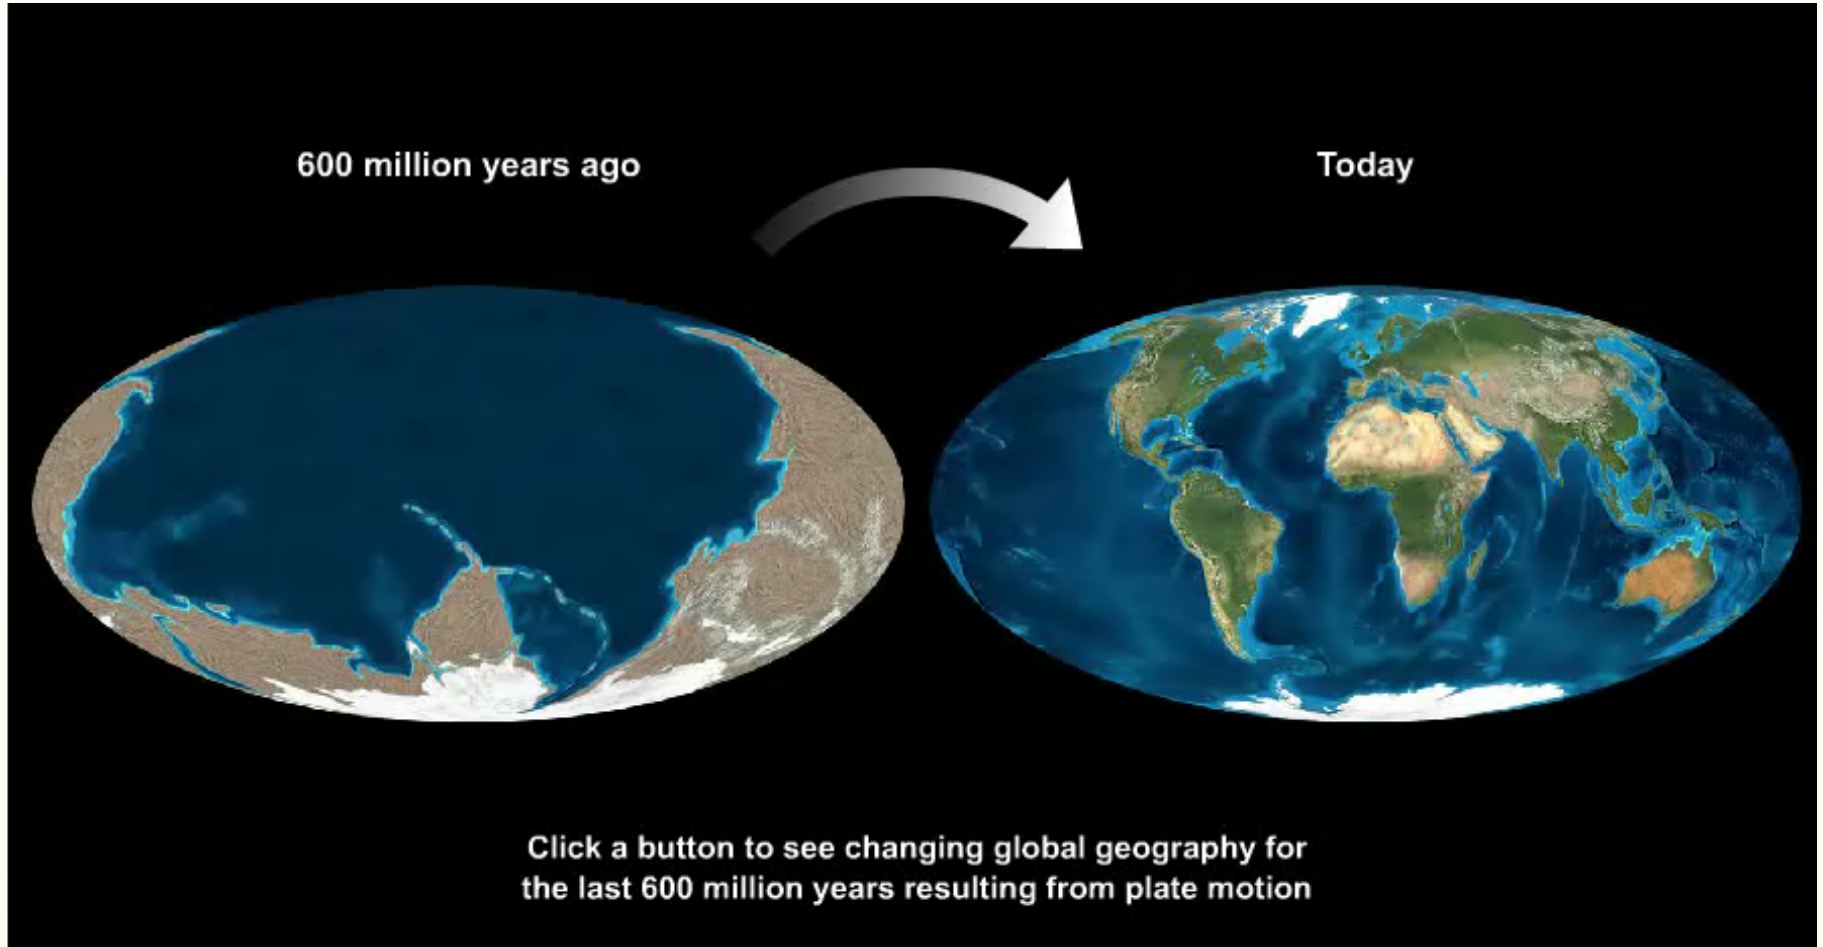 600 million years ago
Today
Click a button to see changing global geography for
the last 600 million years resulting from plate motion